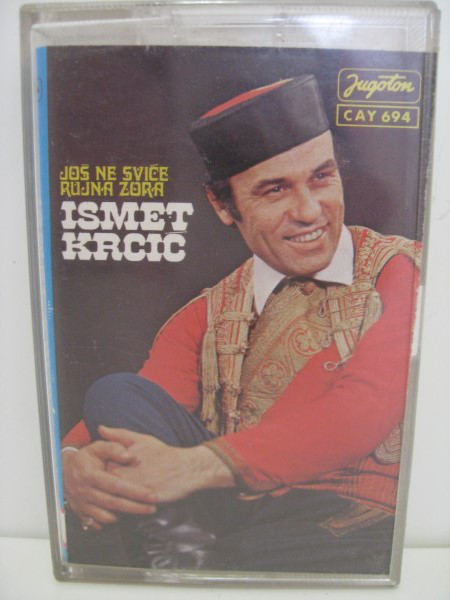 Jugoton
CAY 694
JOŠ NE SVIĆE
RUJNA ZORA
ISMET
KRCIĆ